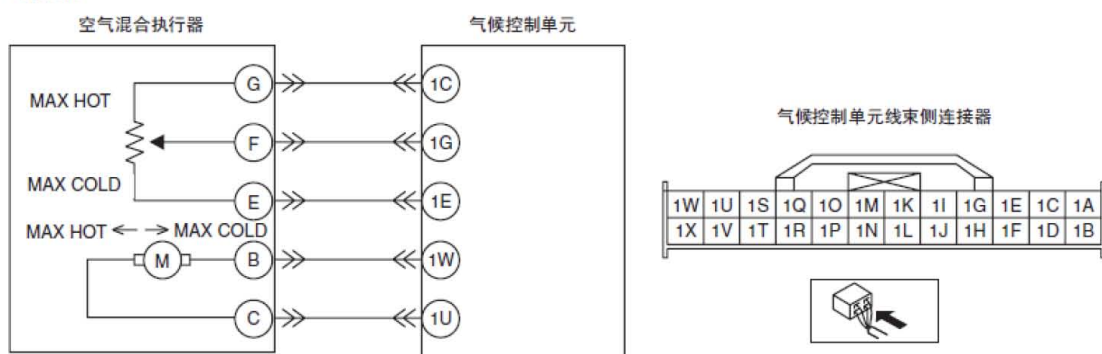 空气混合执行器
气候控制单元
MAX HOT
G
1C
F
1G
MAX COLD
E
1E
MAX HOT
MAX COLD
M
B
1W
C
1U
气候控制单元线束侧连接器
1W 1U 1S 1Q 1O 1M 1K 1I 1G 1E 1C 1A
1X 1V 1T 1R 1P 1N 1L 1J 1H 1F 1D 1B